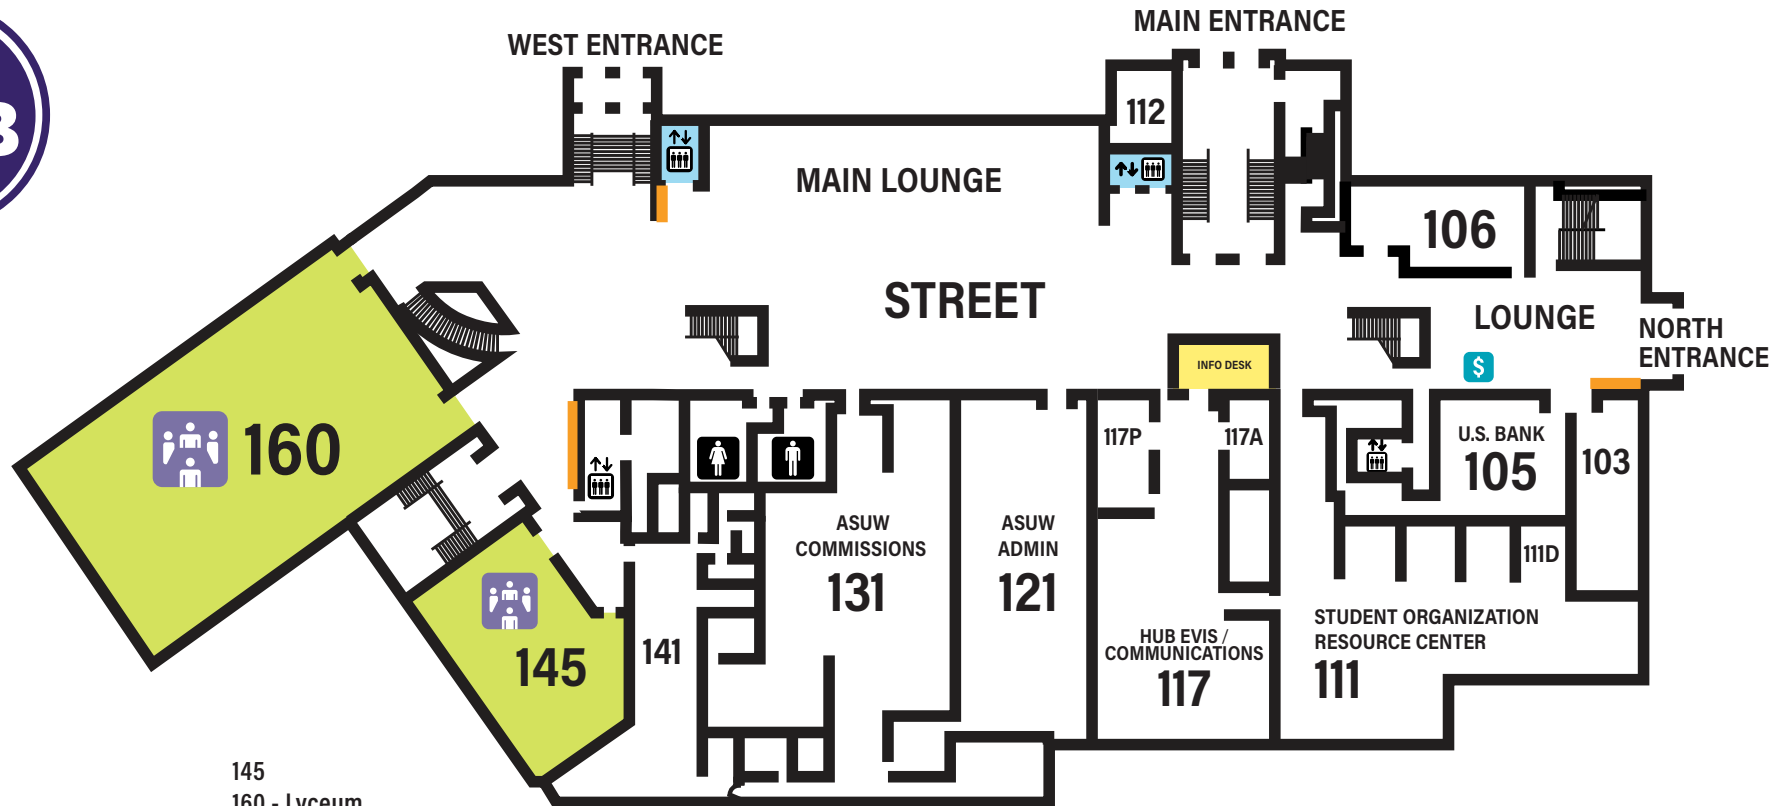 MAIN ENTRANCE
WEST ENTRANCE
112
B
MAIN LOUNGE
106
STREET
LOUNGE
NORTH
ENTRANCE
INFO DESK
$
160
117P
117A
U.S. BANK
105
103
ASUW
COMMISSIONS
131
ASUW
ADMIN
121
111D
STUDENT ORGANIZATION
RESOURCE CENTER
111
HUB EVIS /
COMMUNICATIONS
117
141
145
145
160 - Lyceum